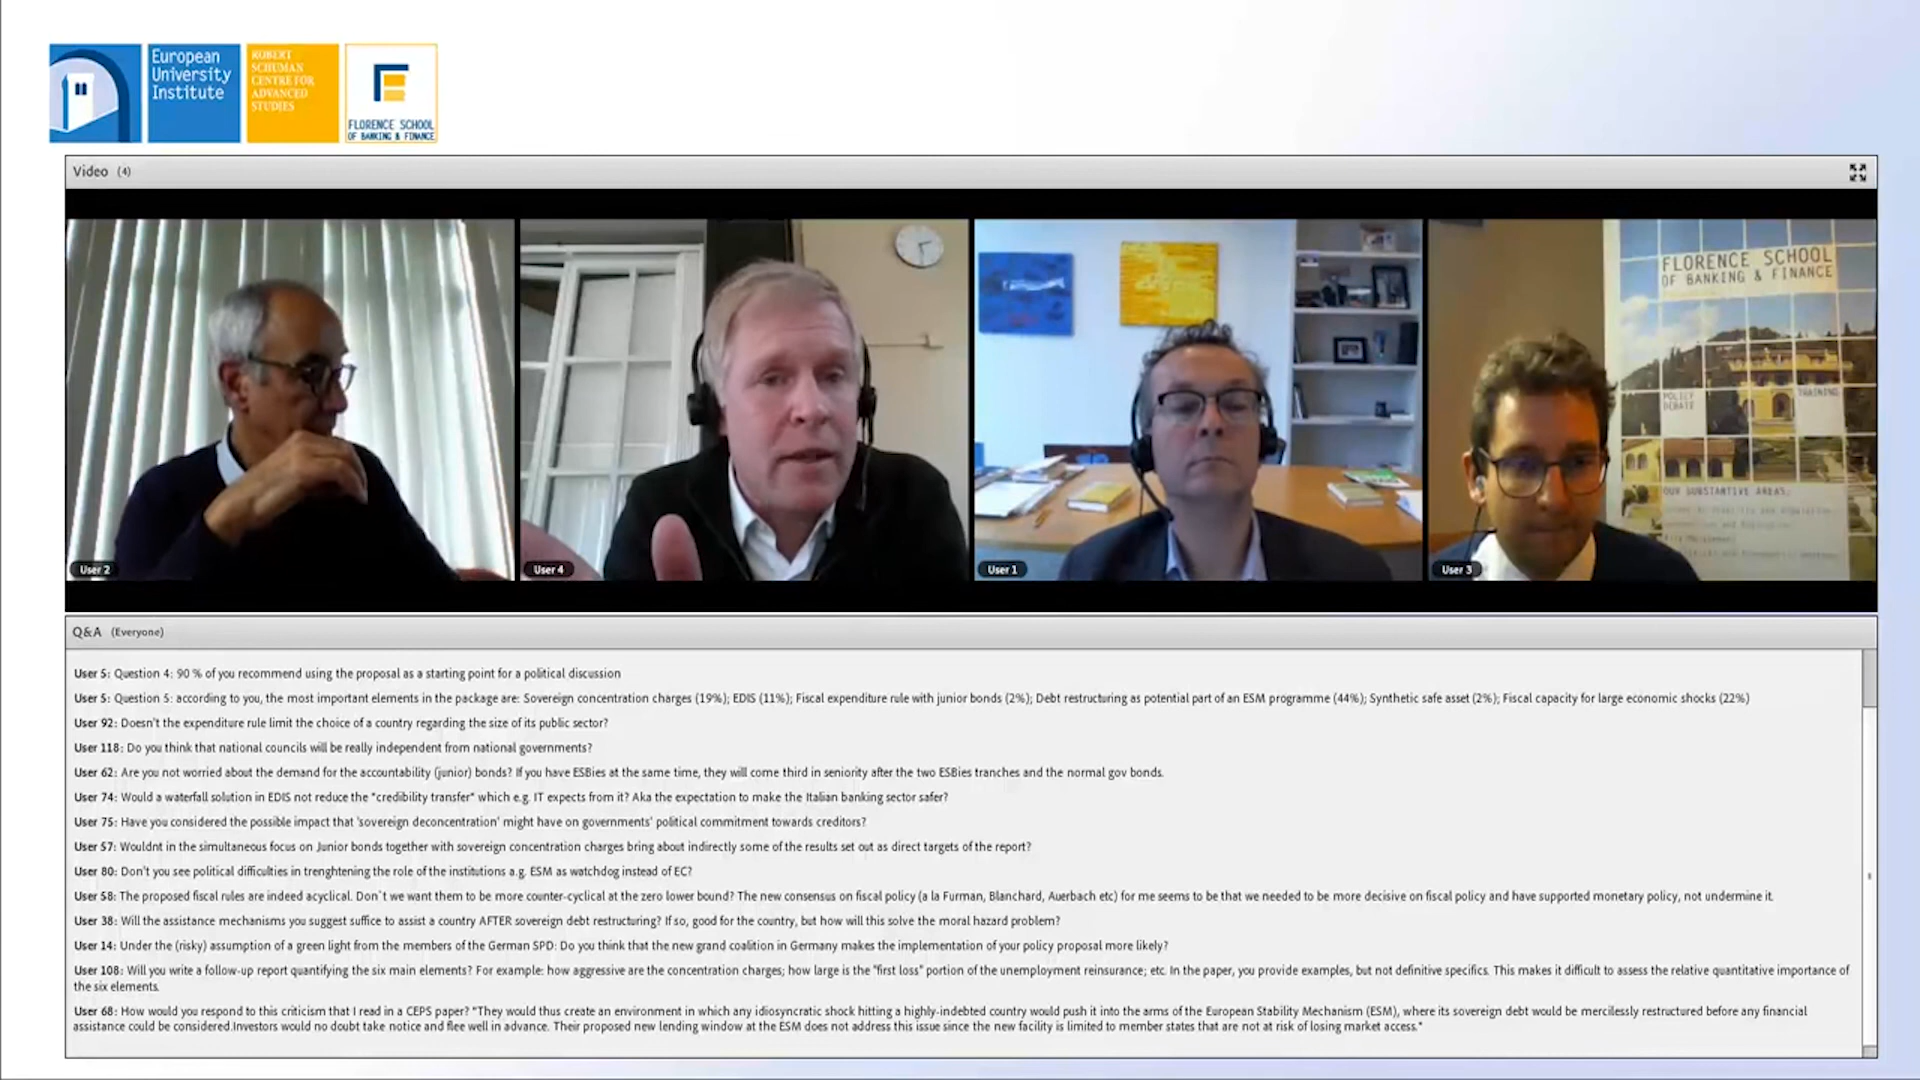 European
University
Institute
ROBERT
SCHUMAN
CENTRE FOR
ADVANCED
STUDIES
FLORENCE SCHOOL
OF BANKING & FINANCE
Video (4)
FLORENCE SCHOOL
OF BANKING & FINANCE
POLICY
DEBATE
TRAINING
OUR SUBSTANTIVE AREAS:
User 2
User 4
User 1
User 3
Q&A (Everyone)
User 5: Question 4: 90 % of you recommend using the proposal as a starting point for a political discussion
User 5: Question 5: according to you, the most important elements in the package are: Sovereign concentration charges (19%); EDIS (11%); Fiscal expenditure rule with junior bonds (2%); Debt restructuring as potential part of an ESM programme (44%); Synthetic safe asset (2%); Fiscal capacity for large economic shocks (22%)
User 92: Doesn't the expenditure rule limit the choice of a country regarding the size of its public sector?
User 118: Do you think that national councils will be really independent from national governments?
User 62: Are you not worried about the demand for the accountability (junior) bonds? If you have ESBies at the same time, they will come third in seniority after the two ESBies tranches and the normal gov bonds.
User 74: Would a waterfall solution in EDIS not reduce the "credibility transfer" which e.g. IT expects from it? Aka the expectation to make the Italian banking sector safer?
User 75: Have you considered the possible impact that 'sovereign deconcentration' might have on governments' political commitment towards creditors?
User 57: Wouldnt in the simultaneous focus on Junior bonds together with sovereign concentration charges bring about indirectly some of the results set out as direct targets of the report?
User 80: Don't you see political difficulties in trenghtening the role of the institutions a.g. ESM as watchdog instead of EC?
User 58: The proposed fiscal rules are indeed acyclical. Don`t we want them to be more counter-cyclical at the zero lower bound? The new consensus on fiscal policy (a la Furman, Blanchard, Auerbach etc) for me seems to be that we needed to be more decisive on fiscal policy and have supported monetary policy, not undermine it.
User 38: Will the assistance mechanisms you suggest suffice to assist a country AFTER sovereign debt restructuring? If so, good for the country, but how will this solve the moral hazard problem?
User 14: Under the (risky) assumption of a green light from the members of the German SPD: Do you think that the new grand coalition in Germany makes the implementation of your policy proposal more likely?
User 108: Will you write a follow-up report quantifying the six main elements? For example: how aggressive are the concentration charges; how large is the "first loss" portion of the unemployment reinsurance; etc. In the paper, you provide examples, but not definitive specifics. This makes it difficult to assess the relative quantitative importance of
the six elements.
User 68: How would you respond to this criticism that I read in a CEPS paper? "They would thus create an environment in which any idiosyncratic shock hitting a highly-indebted country would push it into the arms of the European Stability Mechanism (ESM), where its sovereign debt would be mercilessly restructured before any financial
assistance could be considered.Investors would no doubt take notice and flee well in advance. Their proposed new lending window at the ESM does not address this issue since the new facility is limited to member states that are not at risk of losing market access."